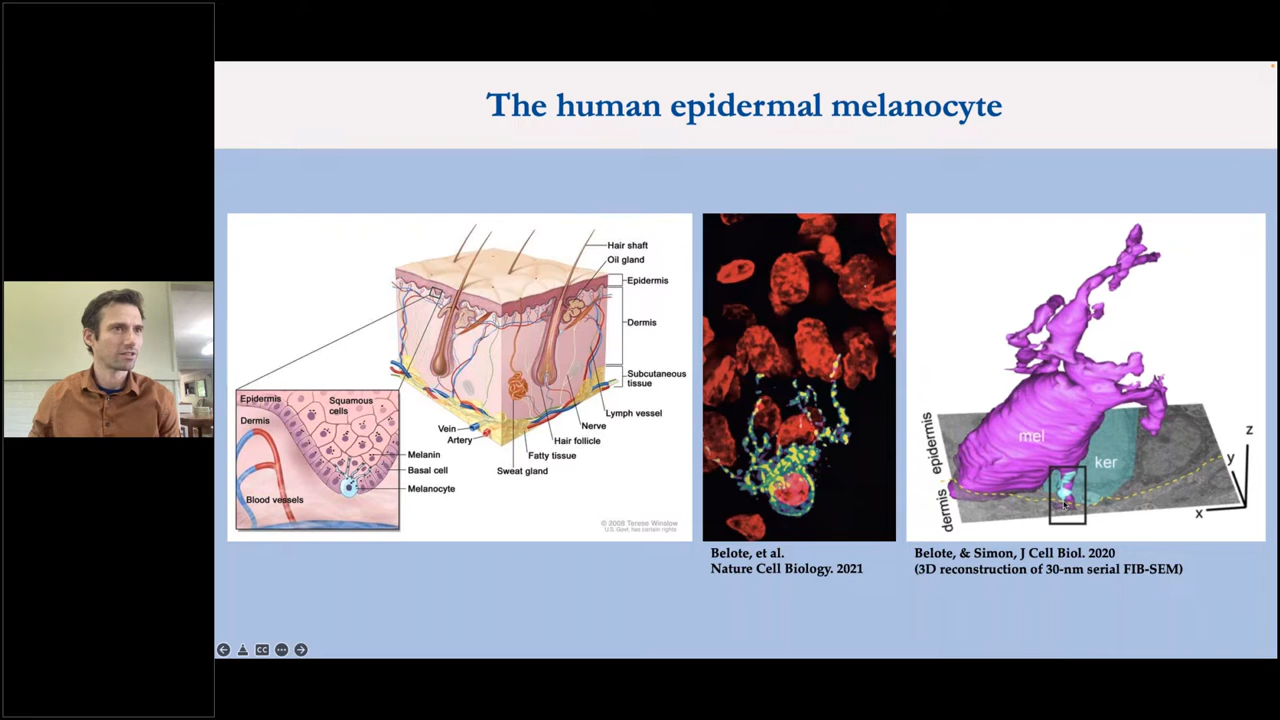 The human epidermal melanocyte
Hair shaft
Oil gland
Epidermis
Dermis
Subcutaneous
tissue
Lymph vessel
Nerve
Hair follicle
Fatty tissue
Sweat gland
Vein
Artery
Epidermis
Squamous
cells
Dermis
Melanin
Basal cell
Melanocyte
Blood vessels
© 2008 Terese Winslow
U.S. Govt. has certain rights
Belote, et al.
Nature Cell Biology. 2021
mel
ker
epidermis
dermis
z
y
x
Belote, & Simon, J Cell Biol. 2020
(3D reconstruction of 30-nm serial FIB-SEM)
CC